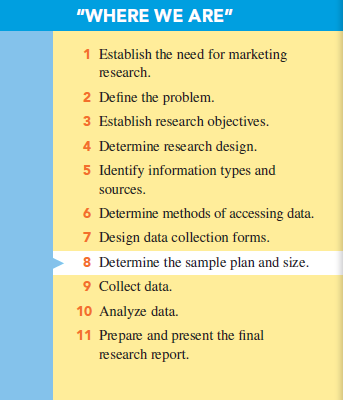 "WHERE WE ARE"
1 Establish the need for marketing
research.
2 Define the problem.
3 Establish research objectives.
4 Determine research design.
5 Identify information types and
sources.
6 Determine methods of accessing data.
7 Design data collection forms.
8 Determine the sample plan and size.
9 Collect data.
10 Analyze data.
11 Prepare and present the final
research report.